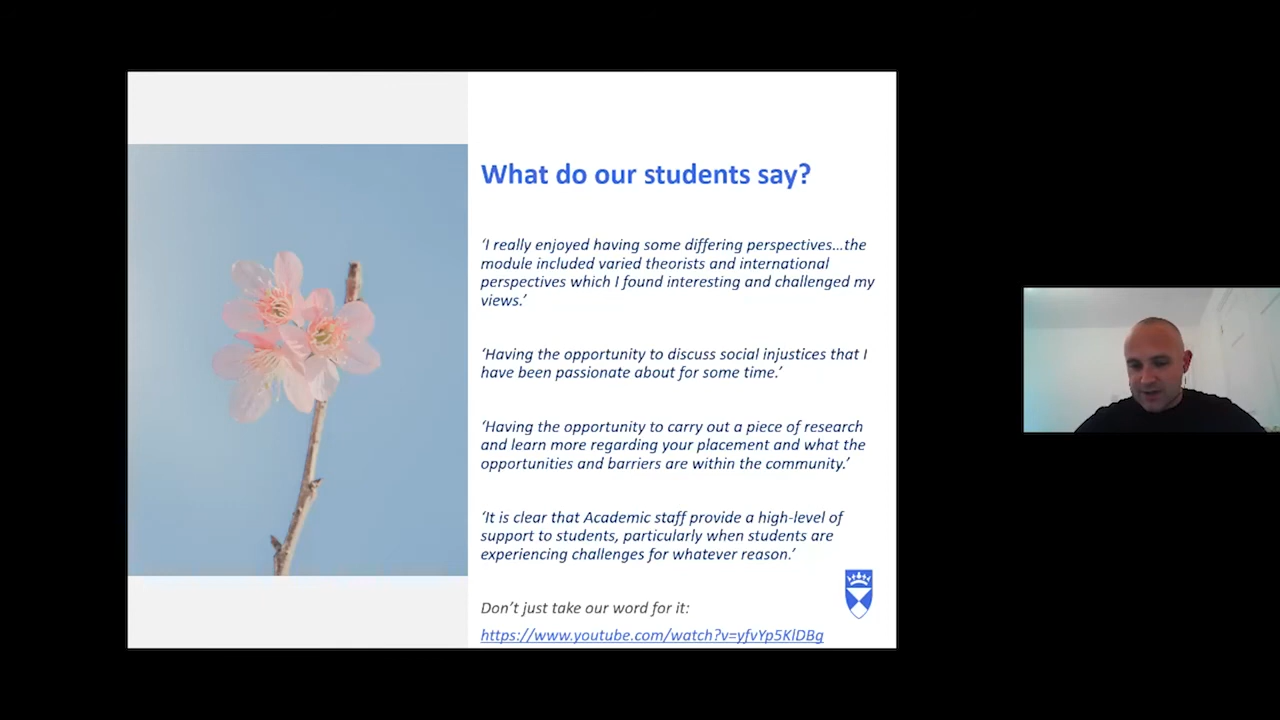 What do our students say?
‘I really enjoyed having some differing perspectives...the
module included varied theorists and international
perspectives which I found interesting and challenged my
views.’
‘Having the opportunity to discuss social injustices that I
have been passionate about for some time.’
‘Having the opportunity to carry out a piece of research
and learn more regarding your placement and what the
opportunities and barriers are within the community.’
‘It is clear that Academic staff provide a high-level of
support to students, particularly when students are
experiencing challenges for whatever reason.’
Don’t just take our word for it:
https://www.youtube.com/watch?v=yfvYp5KlDBg